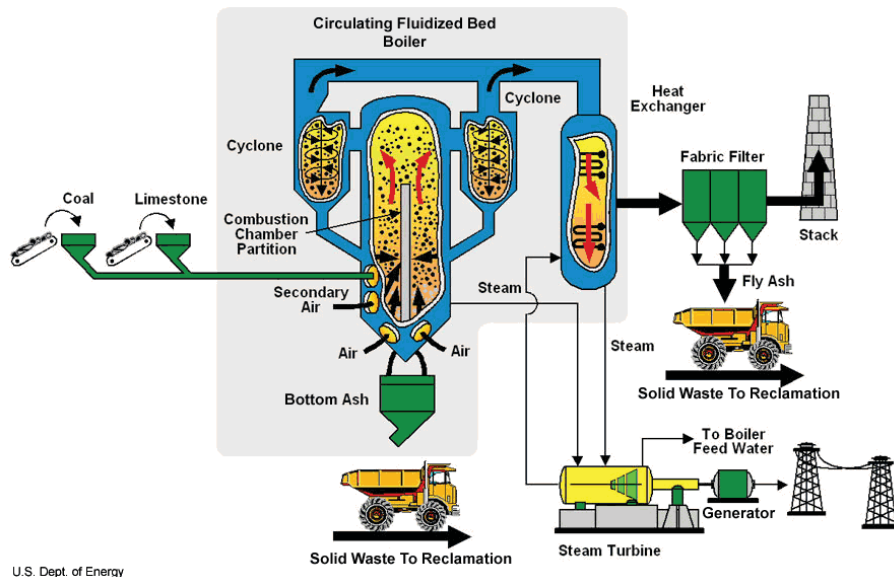 Circulating Fluidized Bed
Boiler
Cyclone
Heat
Exchanger
Cyclone
Fabric Filter
Coal
Limestone
Combustion
Chamber
Partition
Stack
Secondary
Air
Steam
Fly Ash
Air
Air
Steam
Bottom Ash
Solid Waste To Reclamation
To Boiler
Feed Water
Generator
Solid Waste To Reclamation
Steam Turbine
U.S. Dept. of Energy